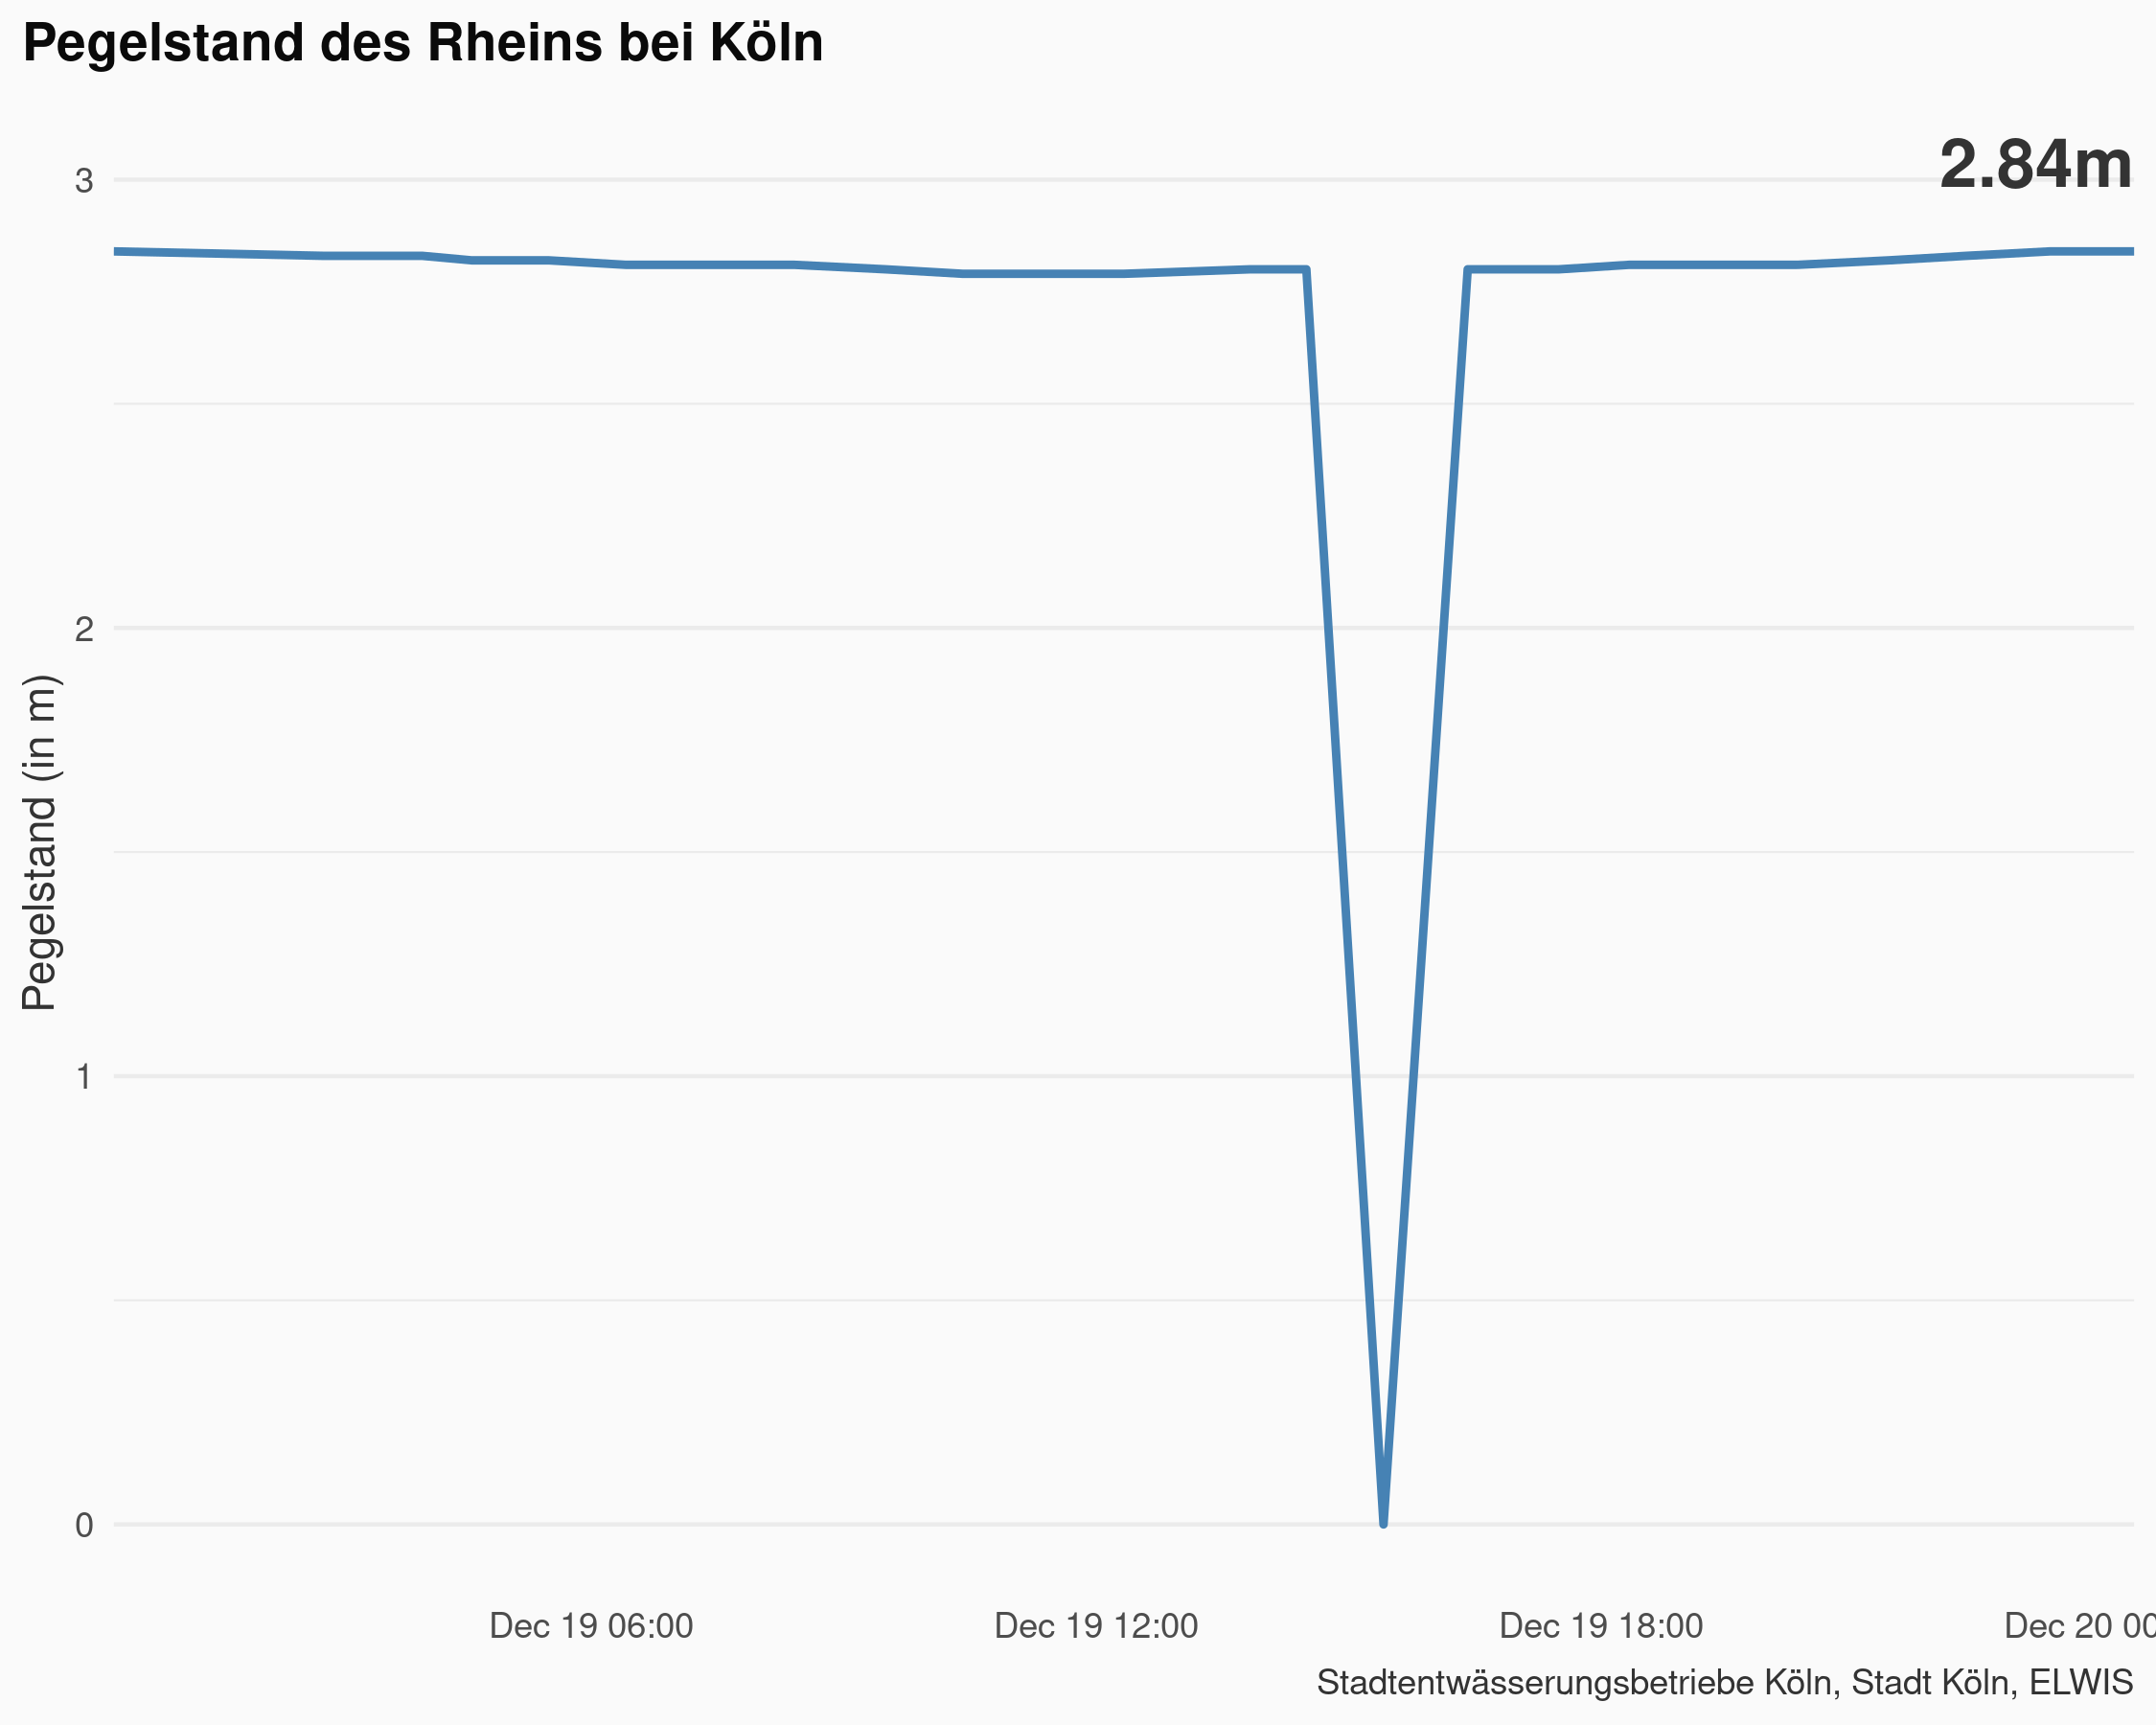 Pegelstand des Rheins bei Köln
2.84m
3
2
1
0
Pegelstand (in m)
Dec 19 06:00
Dec 19 12:00
Dec 19 18:00
Dec 20 00
Stadtentwässerungsbetriebe Köln, Stadt Köln, ELWIS